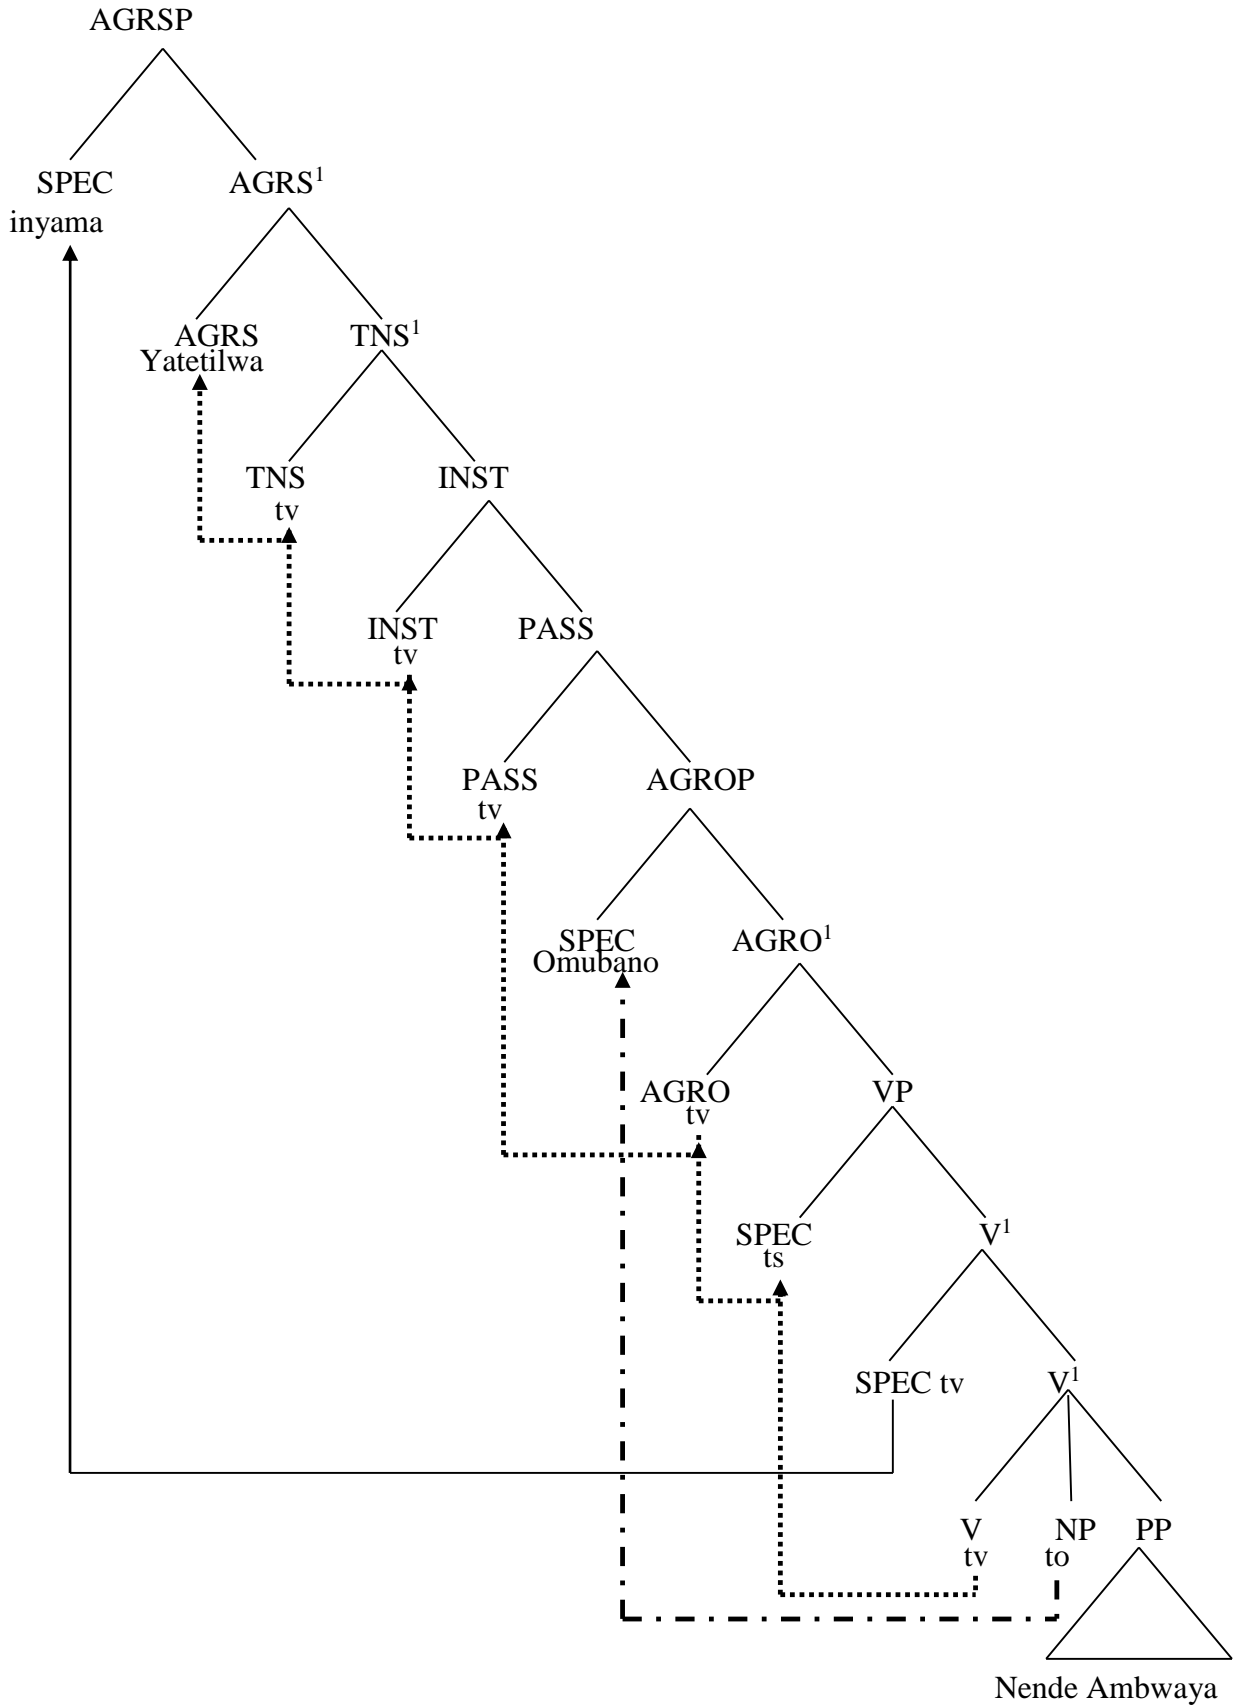 AGRSP
SPEC AGRS¹
inyama
AGRS TNS¹
Yatetilwa
TNS INST
tv
INST PASS
tv
PASS AGROP
tv
SPEC AGRO¹
Omubano
AGRO VP
tv
SPEC V¹
ts
SPEC tv V¹
V NP PP
tv to
Nende Ambwaya